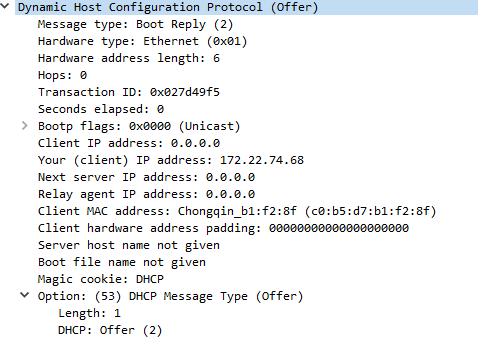 Dynamic Host Configuration Protocol (Offer)
Message type: Boot Reply (2)
Hardware type: Ethernet (0x01)
Hardware address length: 6
Hops: 0
Transaction ID: 0x027d49f5
Seconds elapsed: 0
Bootp flags: 0x0000 (Unicast)
Client IP address: 0.0.0.0
Your (client) IP address: 172.22.74.68
Next server IP address: 0.0.0.0
Relay agent IP address: 0.0.0.0
Client MAC address: Chongqin_b1:f2:8f (c0:b5:d7:b1:f2:8f)
Client hardware address padding: 00000000000000000000
Server host name not given
Boot file name not given
Magic cookie: DHCP
Option: (53) DHCP Message Type (Offer)
Length: 1
DHCP: Offer (2)